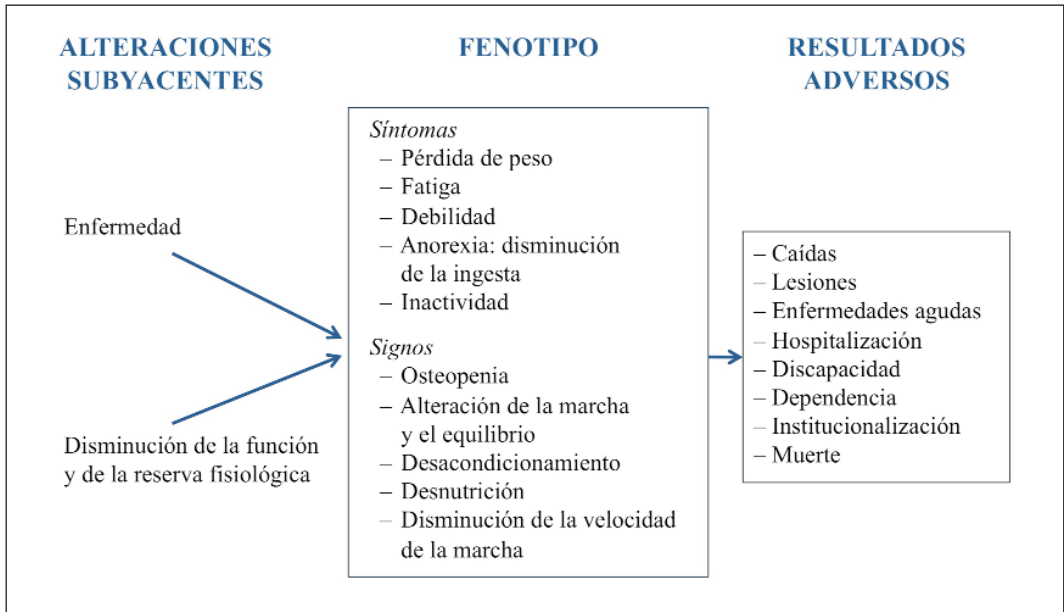 ALTERACIONES
SUBYACENTES
Enfermedad
Disminución de la función
y de la reserva fisiológica
FENOTIPO
Síntomas
– Pérdida de peso
– Fatiga
– Debilidad
– Anorexia: disminución
de la ingesta
– Inactividad
Signos
– Osteopenia
– Alteración de la marcha
y el equilibrio
– Desacondicionamiento
– Desnutrición
– Disminución de la velocidad
de la marcha
RESULTADOS
ADVERSOS
– Caídas
– Lesiones
– Enfermedades agudas
– Hospitalización
– Discapacidad
– Dependencia
– Institucionalización
– Muerte